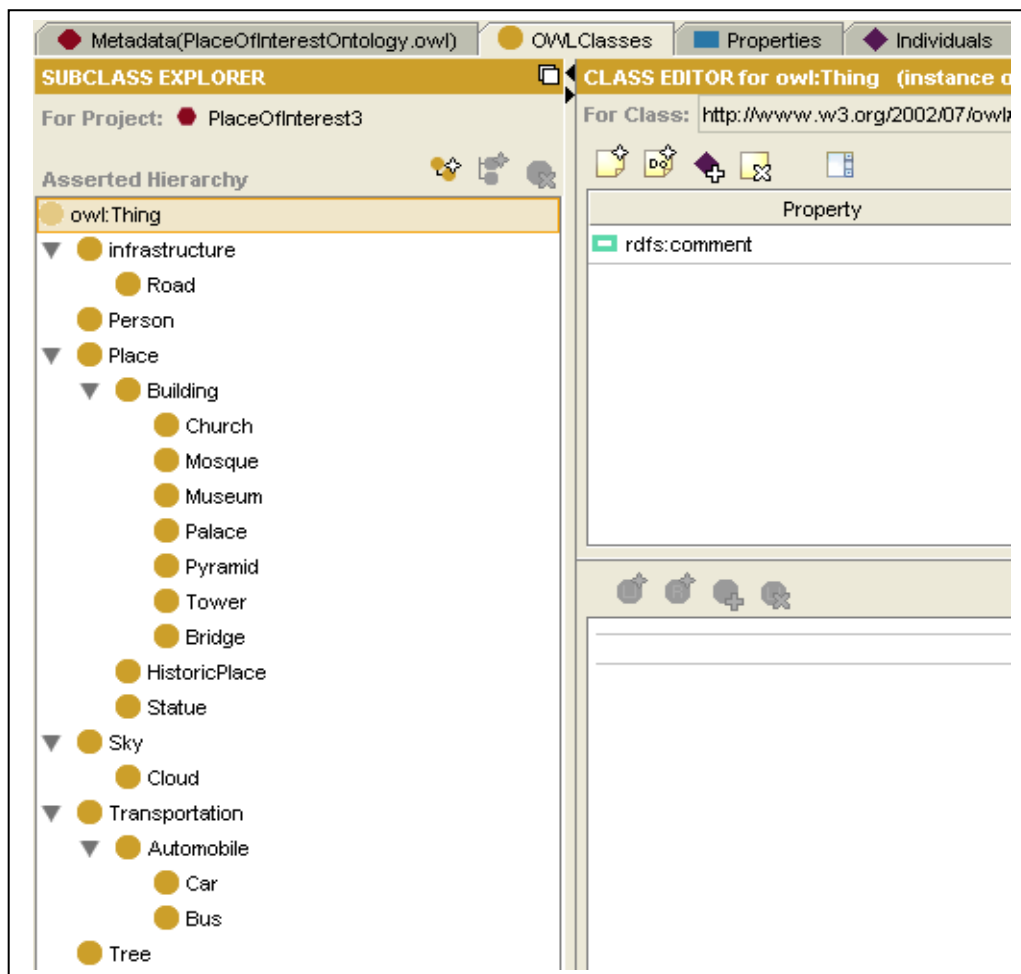 Metadata(PlaceOfInterestOntology.owl) OWLClasses Properties Individuals
SUBCLASS EXPLORER
For Project: PlaceOfInterest3
Asserted Hierarchy
owl:Thing
infrastructure
Road
Person
Place
Building
Church
Mosque
Museum
Palace
Pyramid
Tower
Bridge
HistoricPlace
Statue
Sky
Cloud
Transportation
Automobile
Car
Bus
Tree
CLASS EDITOR for owl:Thing (instance o
For Class: http://www.w3.org/2002/07/owl#
Property
rdfs:comment